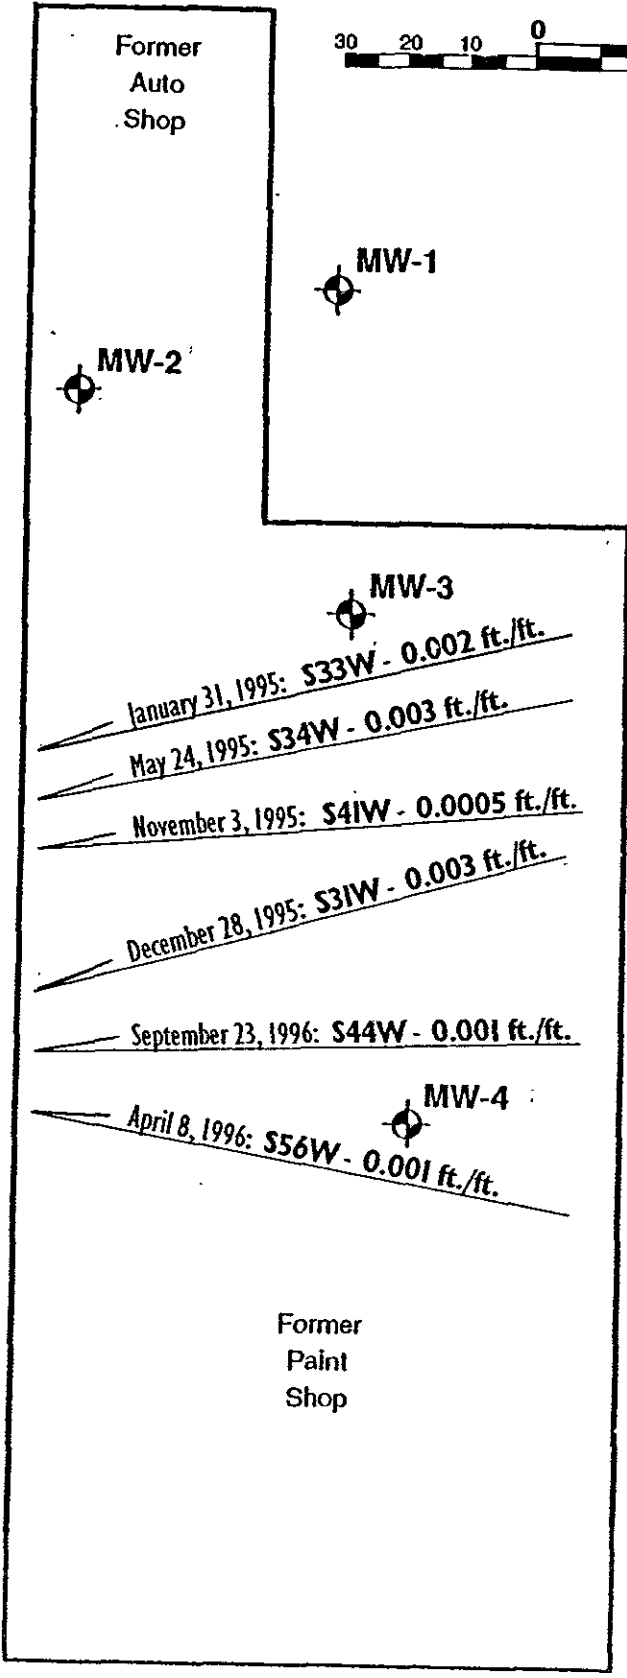 Former
Auto
Shop
30 20 10 0
MW-1
MW-2
MW-3
January 31, 1995: S33W - 0.002 ft./ft.
May 24, 1995: S34W - 0.003 ft./ft.
November 3, 1995: S41W - 0.0005 ft./ft.
December 28, 1995: S31W - 0.003 ft./ft.
September 23, 1996: S44W - 0.001 ft./ft.
MW-4
April 8, 1996: S56W - 0.001 ft./ft.
Former
Paint
Shop